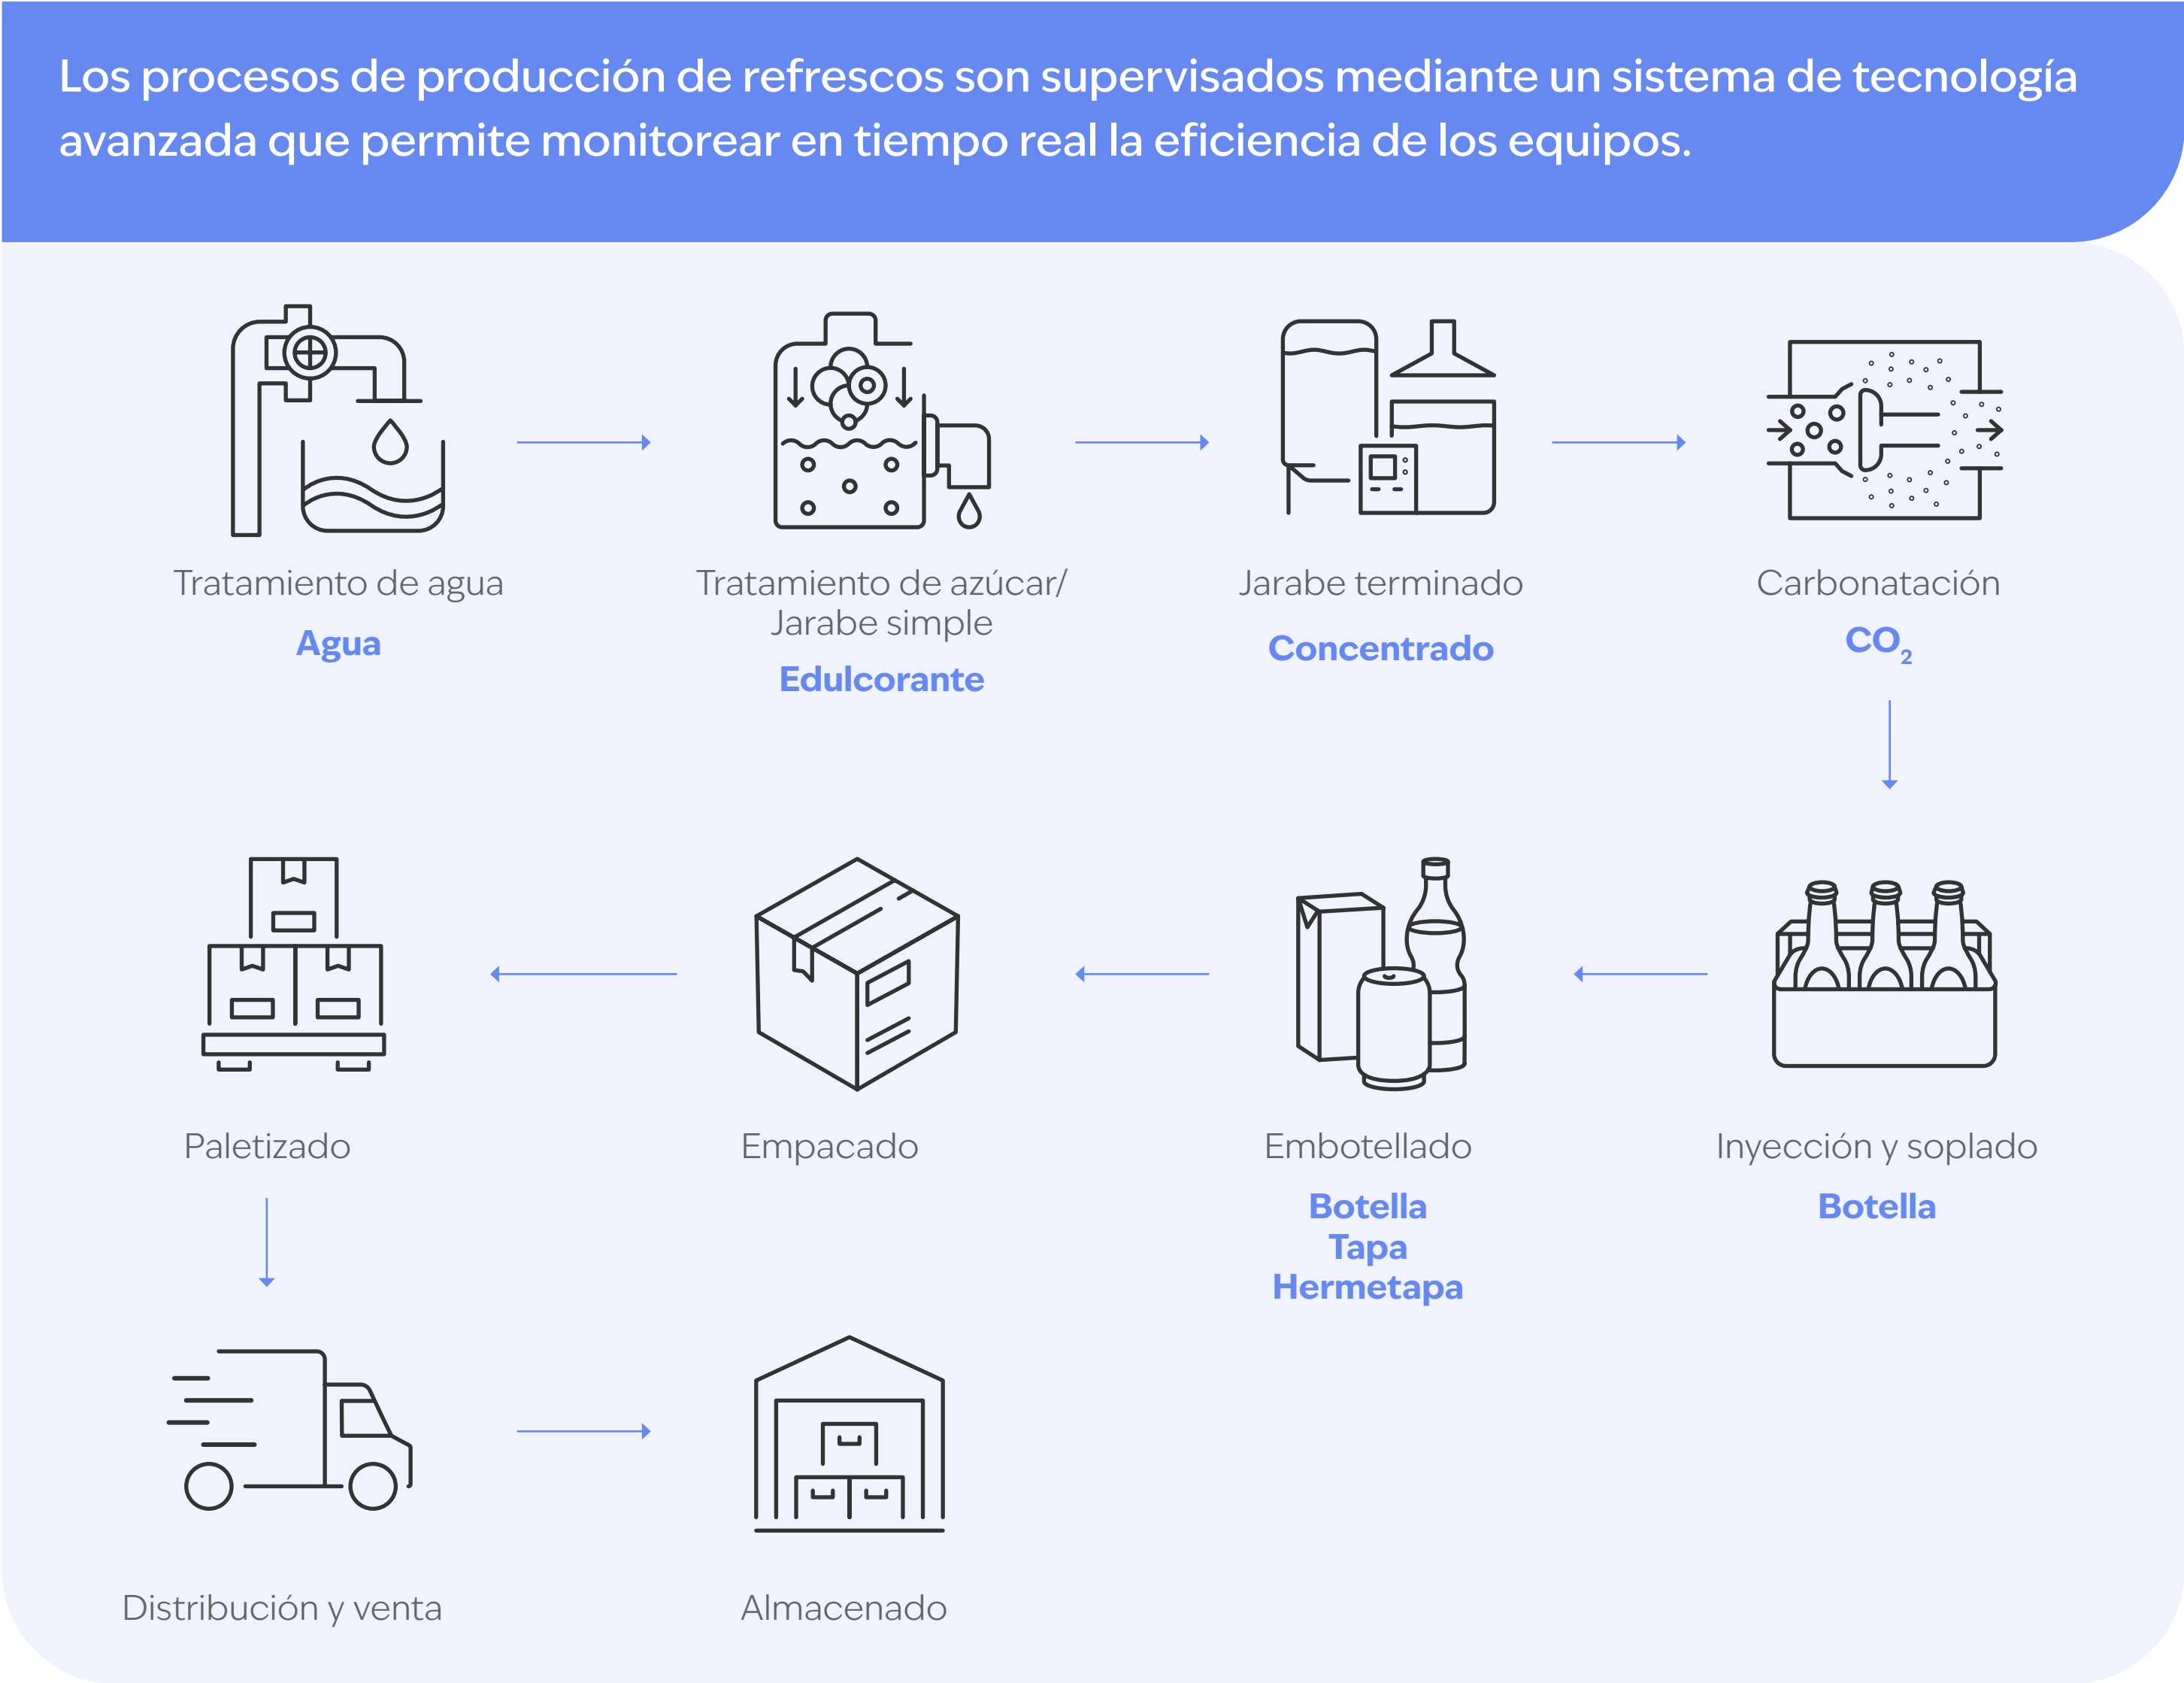 Los procesos de producción de refrescos son supervisados mediante un sistema de tecnología
avanzada que permite monitorear en tiempo real la eficiencia de los equipos.
Tratamiento de agua
Agua
Tratamiento de azúcar/
Jarabe simple
Edulcorante
Jarabe terminado
Concentrado
Carbonatación
CO₂
Inyección y soplado
Botella
Embotellado
Botella
Tapa
Hermetapa
Empacado
Paletizado
Distribución y venta
Almacenado